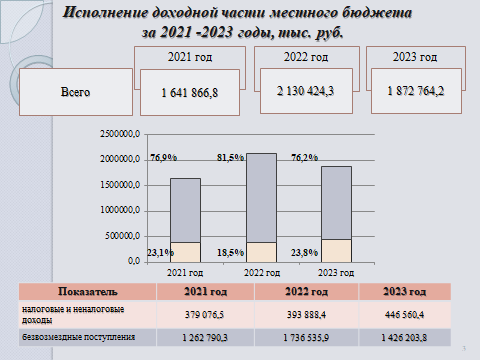 Исполнение доходной части местного бюджета
за 2021 -2023 годы, тыс. руб.
2021 год 2022 год 2023 год
Всего 1 641 866,8 2 130 424,3 1 872 764,2
2500000,0
2000000,0
1500000,0
1000000,0
500000,0
0,0
76,9% 81,5% 76,2%
23,1% 18,5% 23,8%
2021 год 2022 год 2023 год
Показатель 2021 год 2022 год 2023 год
налоговые и неналоговые
доходы 379 076,5 393 888,4 446 560,4
безвозмездные поступления 1 262 790,3 1 736 535,9 1 426 203,8
3